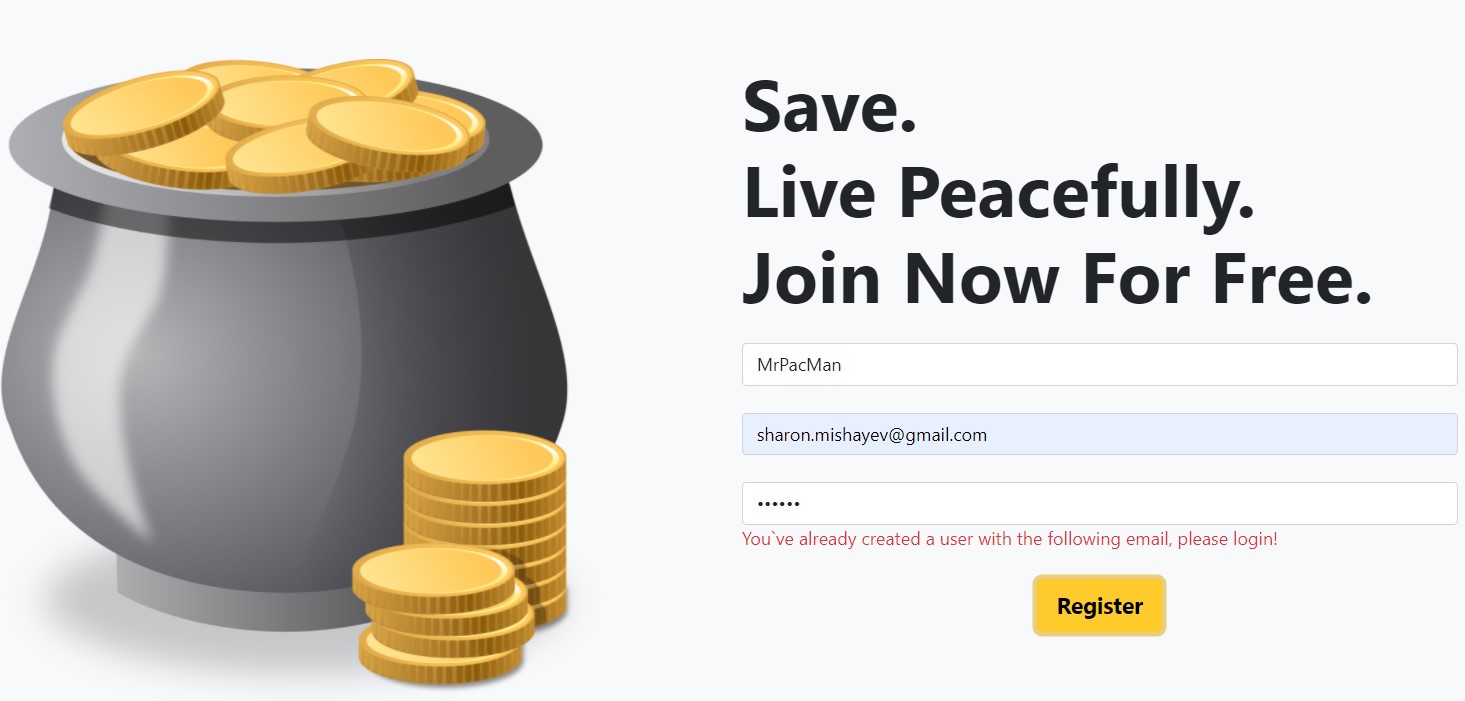 Save.
Live Peacefully.
Join Now For Free.
MrPacMan
sharon.mishayev@gmail.com
••••••
You`ve already created a user with the following email, please login!
Register